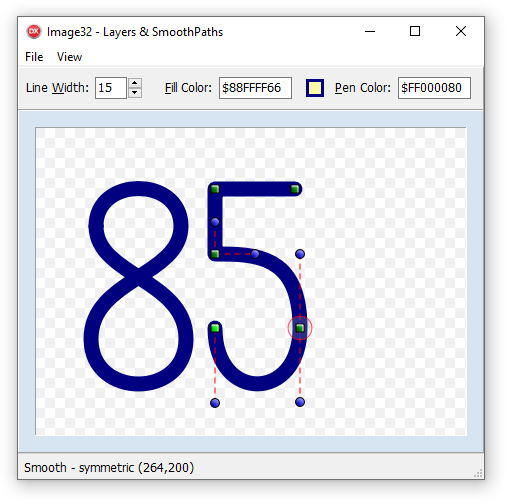 DX Image32 - Layers & SmoothPaths
File View
Line Width: 15 Fill Color: $88FFFF66 Pen Color: $FF000080
85
Smooth - symmetric (264,200)